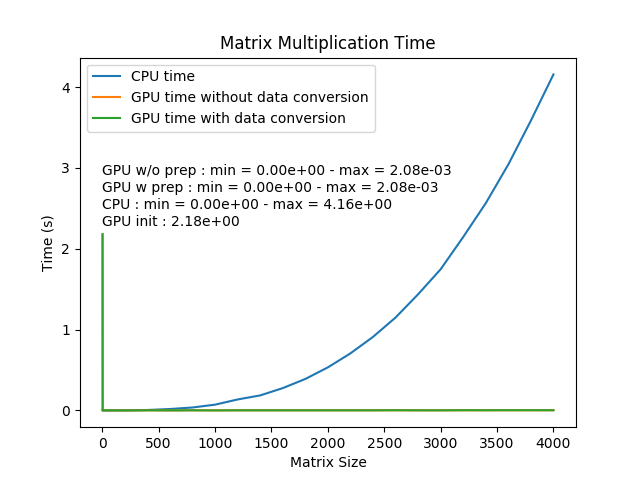 Matrix Multiplication Time
CPU time
GPU time without data conversion
GPU time with data conversion
GPU w/o prep : min = 0.00e+00 - max = 2.08e-03
GPU w prep : min = 0.00e+00 - max = 2.08e-03
CPU : min = 0.00e+00 - max = 4.16e+00
GPU init : 2.18e+00
Time (s)
4
3
2
1
0
0 500 1000 1500 2000 2500 3000 3500 4000
Matrix Size